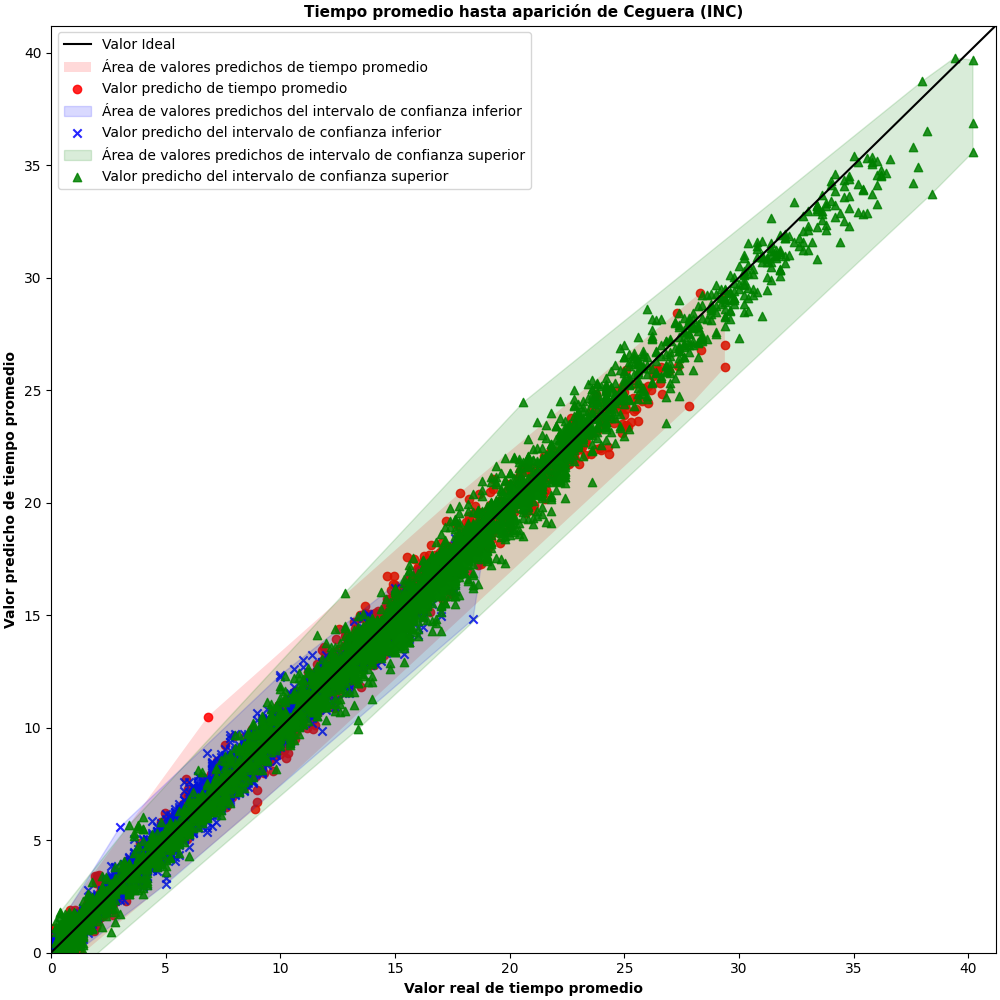 Tiempo promedio hasta aparición de Ceguera (INC)
Valor Ideal
Área de valores predichos de tiempo promedio
Valor predicho de tiempo promedio
Área de valores predichos del intervalo de confianza inferior
Valor predicho del intervalo de confianza inferior
Área de valores predichos de intervalo de confianza superior
Valor predicho del intervalo de confianza superior
Valor predicho de tiempo promedio
40
35
30
25
20
15
10
5
0
0 5 10 15 20 25 30 35 40
Valor real de tiempo promedio